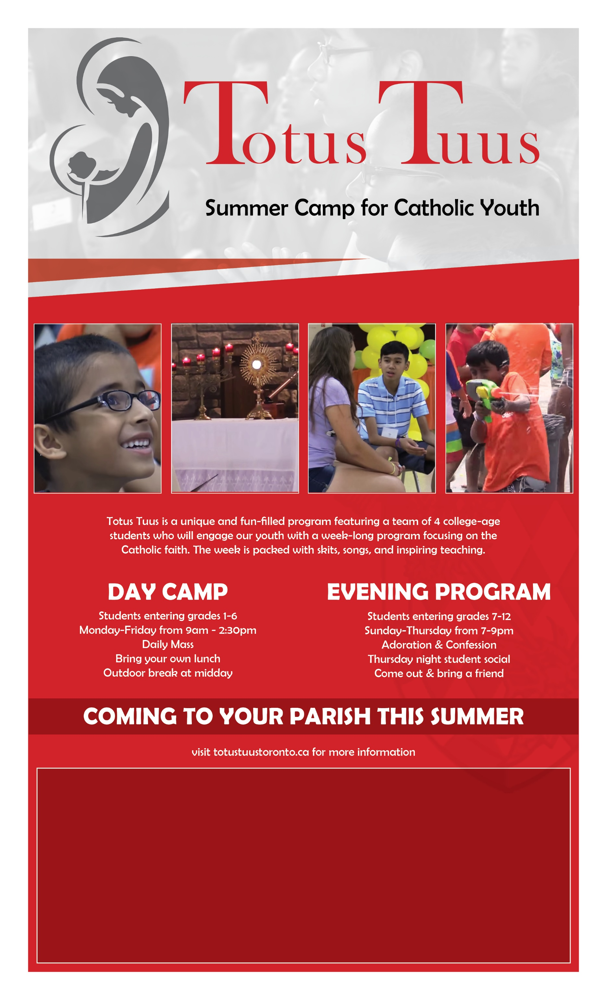 Totus Tuus
Summer Camp for Catholic Youth
Totus Tuus is a unique and fun-filled program featuring a team of 4 college-age
students who will engage our youth with a week-long program focusing on the
Catholic faith. The week is packed with skits, songs, and inspiring teaching.
DAY CAMP
Students entering grades 1-6
Monday-Friday from 9am - 2:30pm
Daily Mass
Bring your own lunch
Outdoor break at midday
EVENING PROGRAM
Students entering grades 7-12
Sunday-Thursday from 7-9pm
Adoration & Confession
Thursday night student social
Come out & bring a friend
COMING TO YOUR PARISH THIS SUMMER
visit totustuustoronto.ca for more information